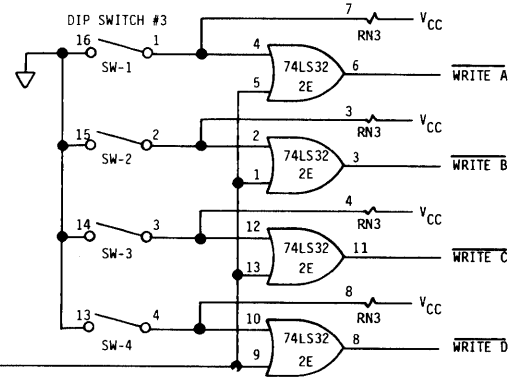 DIP SWITCH #3
7
VCC
RN3
16 1
SW-1
4
5
74LS32
2E
6
WRITE A
3
VCC
RN3
15 2
SW-2
2
1
74LS32
2E
3
WRITE B
4
VCC
RN3
14 3
SW-3
12
13
74LS32
2E
11
WRITE C
8
VCC
RN3
13 4
SW-4
10
9
74LS32
2E
8
WRITE D